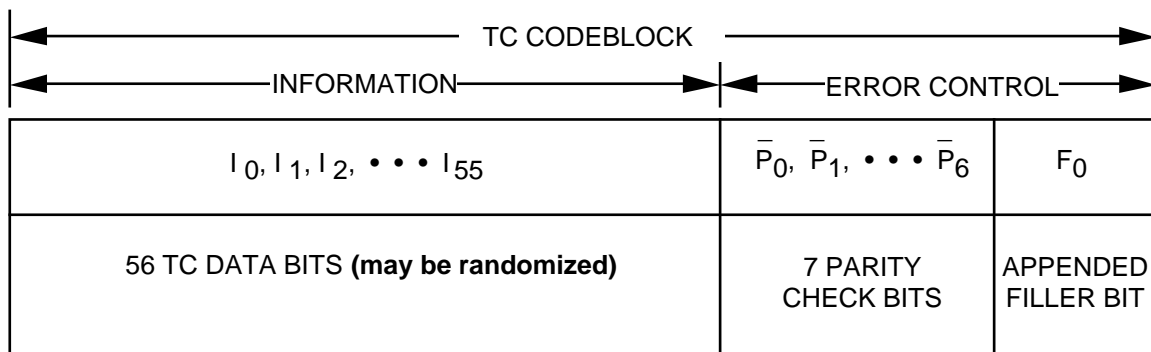 TC CODEBLOCK
INFORMATION
ERROR CONTROL
I 0, I 1, I 2, • • • I 55
P̅0, P̅1, • • • P̅6
F0
56 TC DATA BITS (may be randomized)
7 PARITY
CHECK BITS
APPENDED
FILLER BIT